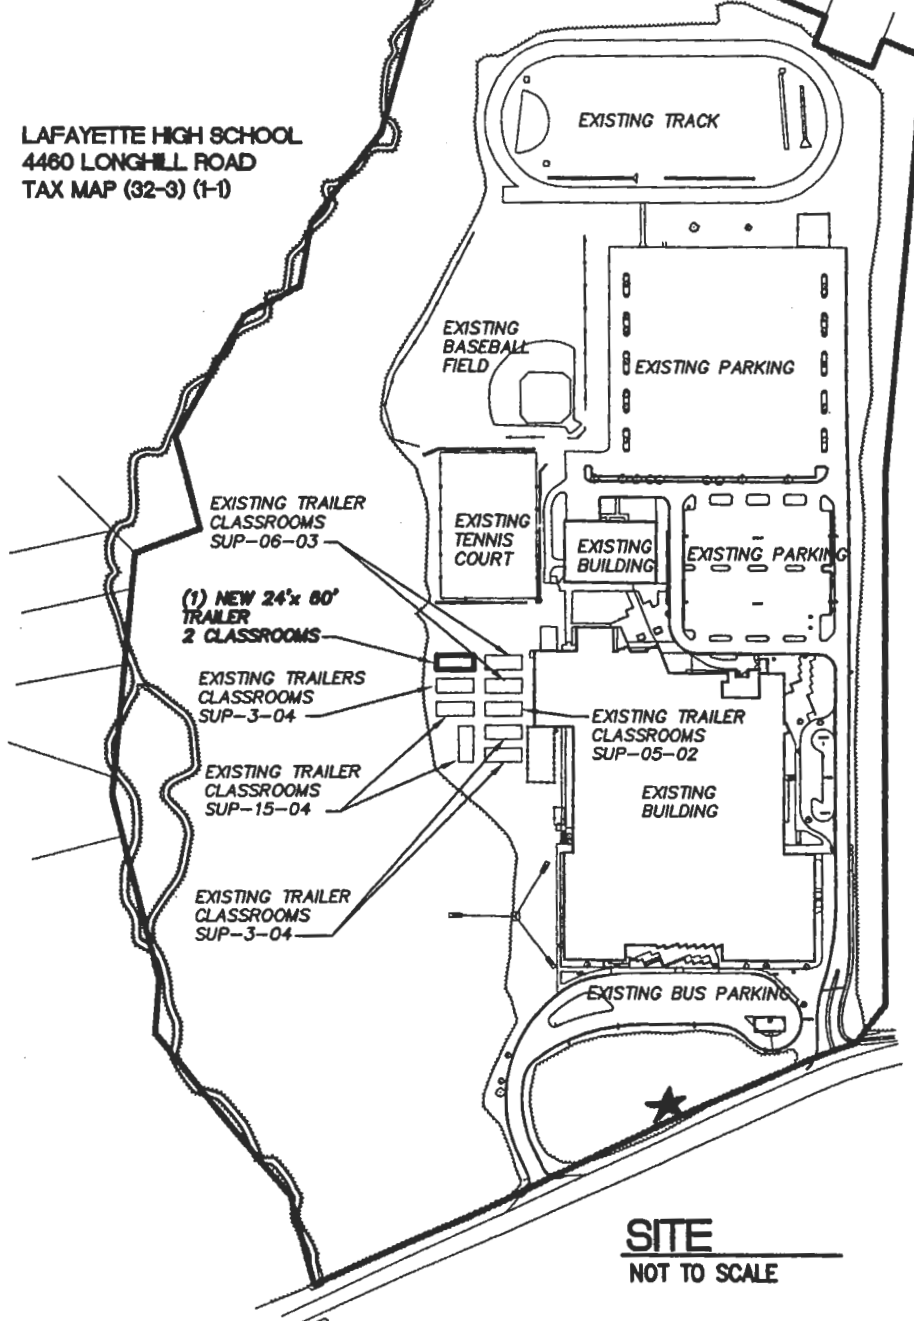 LAFAYETTE HIGH SCHOOL
4460 LONGHILL ROAD
TAX MAP (32-3) (1-1)
EXISTING TRACK
EXISTING
BASEBALL
FIELD
EXISTING PARKING
EXISTING TRAILER
CLASSROOMS
SUP-06-03
EXISTING
TENNIS
COURT
EXISTING
BUILDING
EXISTING PARKING
(1) NEW 24'x 60'
TRAILER
2 CLASSROOMS
EXISTING TRAILERS
CLASSROOMS
SUP-3-04
EXISTING TRAILER
CLASSROOMS
SUP-05-02
EXISTING TRAILER
CLASSROOMS
SUP-15-04
EXISTING
BUILDING
EXISTING TRAILER
CLASSROOMS
SUP-3-04
EXISTING BUS PARKING
SITE
NOT TO SCALE